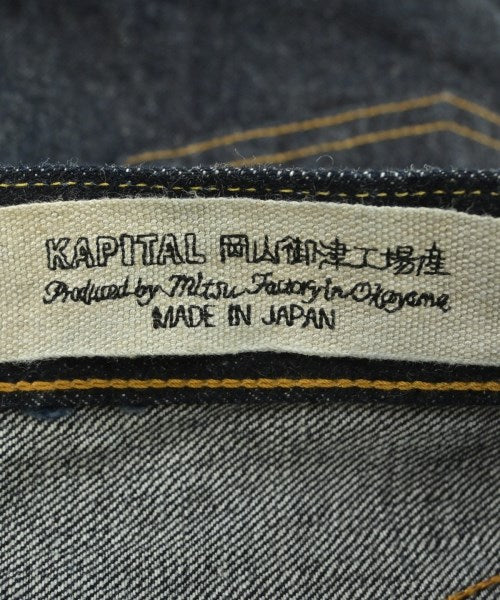 KAPITAL 岡山御津工場産
Produced by mitsu Factory in Okayama
MADE IN JAPAN